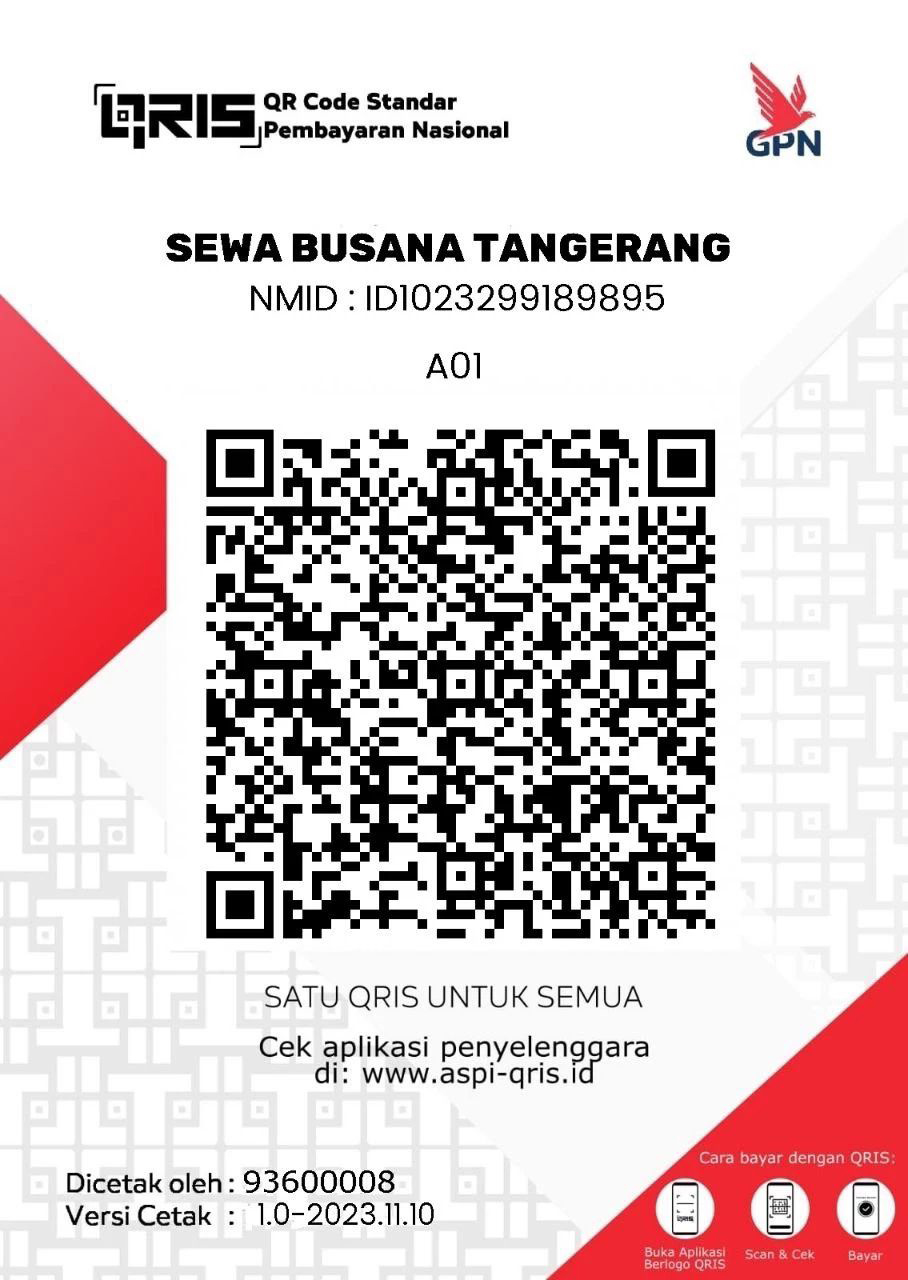 QRIS QR Code Standar
Pembayaran Nasional
GPN
SEWA BUSANA TANGERANG
NMID : ID1023299189895
A01
SATU QRIS UNTUK SEMUA
Cek aplikasi penyelenggara
di: www.aspi-qris.id
Dicetak oleh : 93600008
Versi Cetak : 1.0-2023.11.10
Cara bayar dengan QRIS:
Buka Aplikasi
Berlogo QRIS
Scan & Cek
Bayar